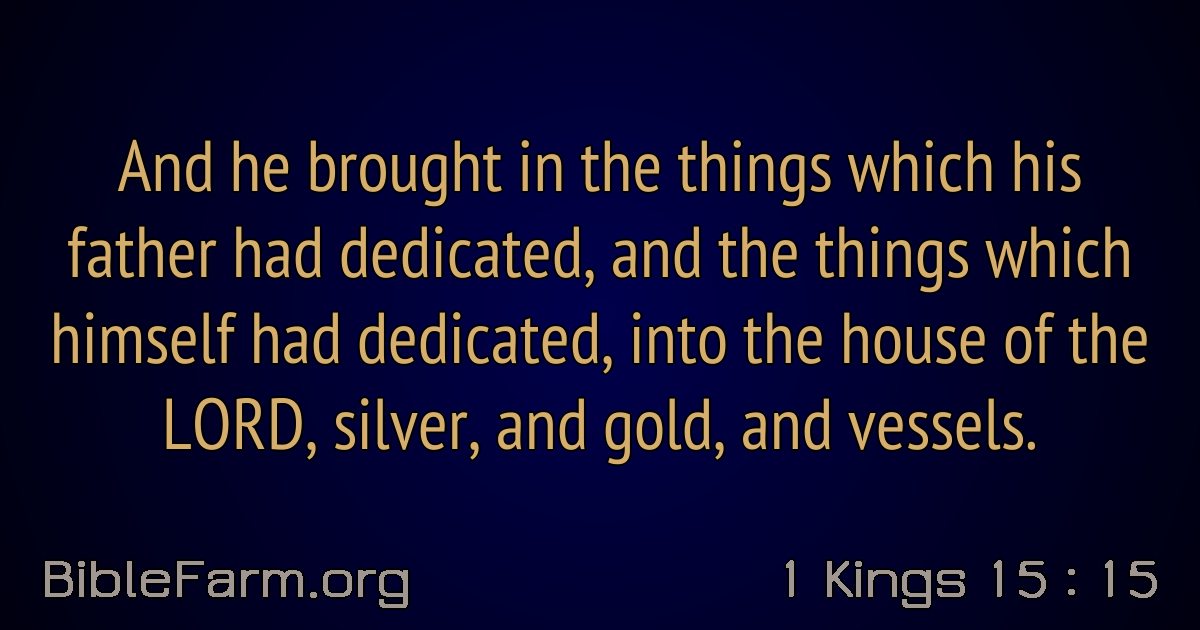 And he brought in the things which his
father had dedicated, and the things which
himself had dedicated, into the house of the
LORD, silver, and gold, and vessels.
BibleFarm.org
1 Kings 15 : 15